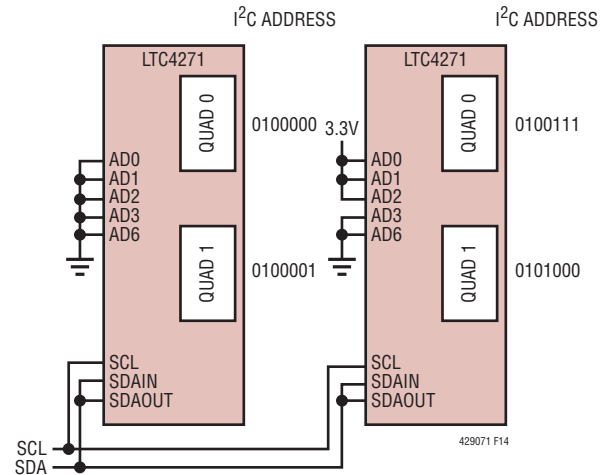 I2C ADDRESS
I2C ADDRESS
LTC4271
LTC4271
QUAD 0
0100000
3.3V
QUAD 0
0100111
AD0
AD1
AD2
AD3
AD6
AD0
AD1
AD2
AD3
AD6
QUAD 1
0100001
QUAD 1
0101000
SCL
SDAIN
SDAOUT
SCL
SDAIN
SDAOUT
429071 F14
SCL
SDA